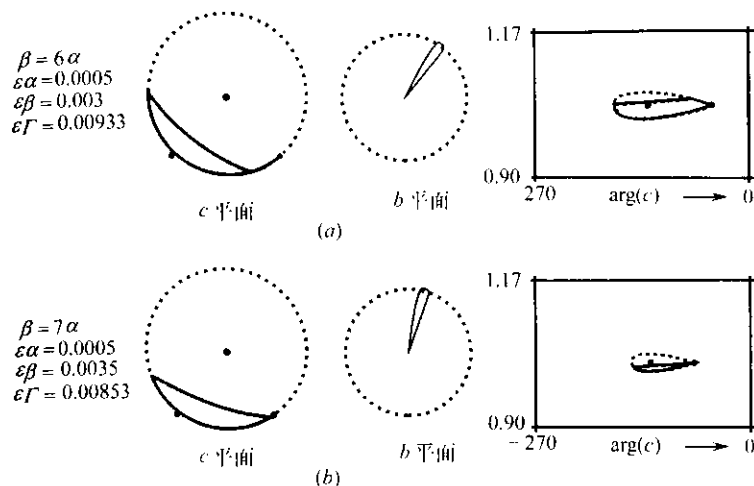 β=6α
εα=0.0005
εβ=0.003
εΓ=0.00933
c 平面
b 平面
1.17
0.90
270
arg(c)
0
(a)
β=7α
εα=0.0005
εβ=0.0035
εΓ=0.00853
c 平面
b 平面
1.17
0.90
−270
arg(c)
0
(b)